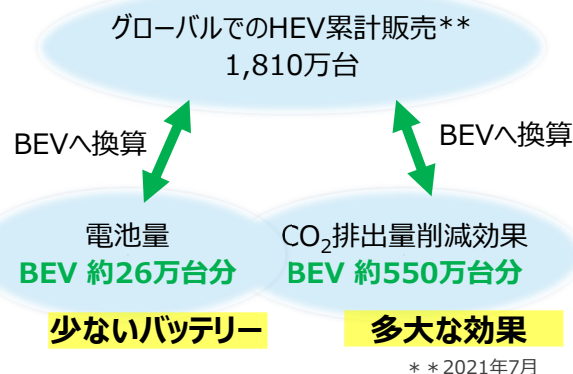 グローバルでのHEV累計販売**
1,810万台
BEVへ換算
BEVへ換算
電池量
BEV 約26万台分
CO₂排出量削減効果
BEV 約550万台分
少ないバッテリー
多大な効果
＊＊2021年7月